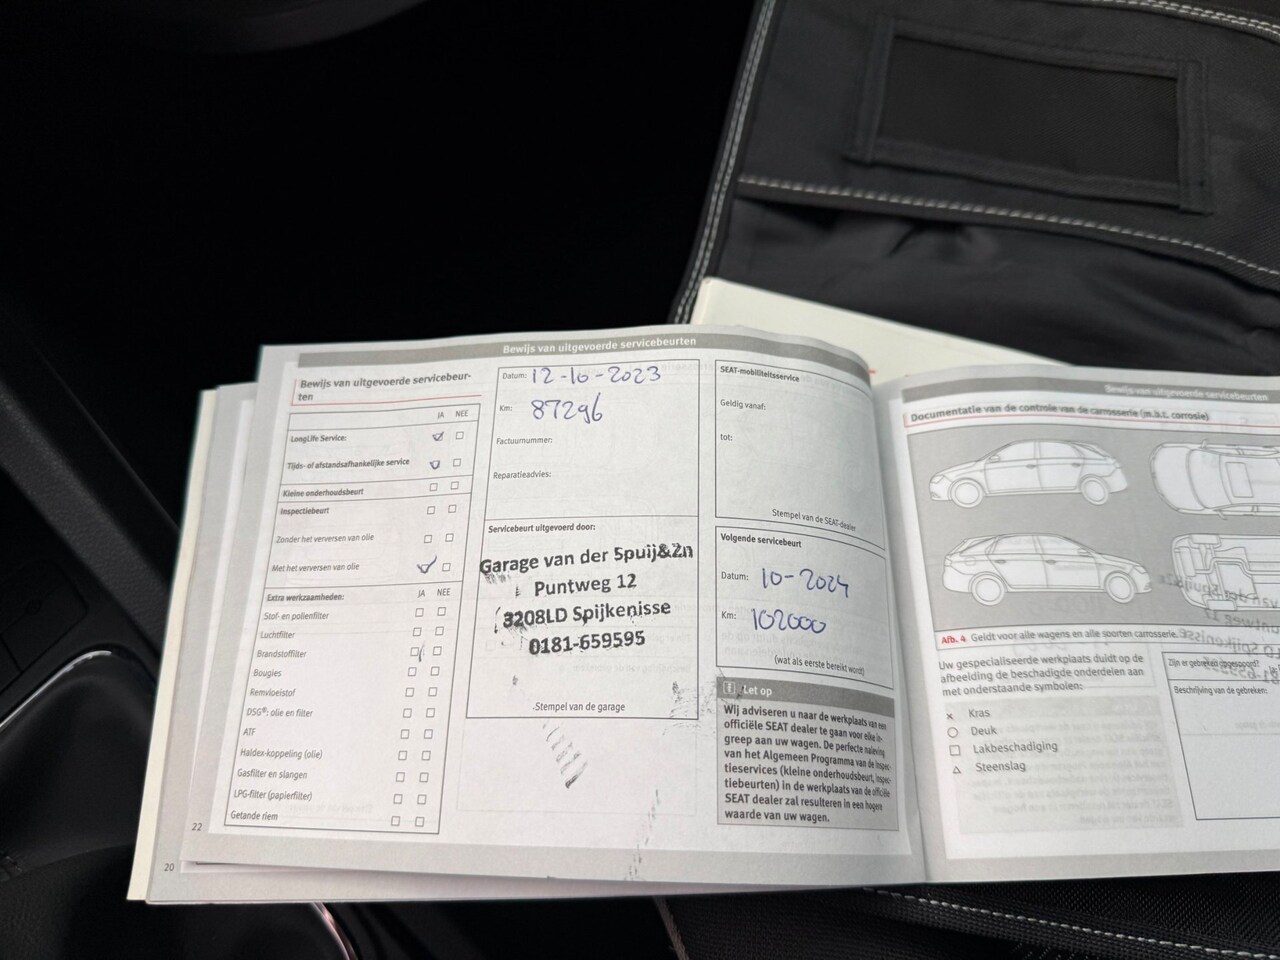 Bewijs van uitgevoerde servicebeurten
Bewijs van uitgevoerde servicebeur-
ten
JA NEE
LongLife Service:
Tijds- of afstandsafhankelijke service
Kleine onderhoudsbeurt
Inspectiebeurt
Zonder het verversen van olie
Met het verversen van olie
Extra werkzaamheden: JA NEE
Stof- en pollenfilter
Luchtfilter
Brandstoffilter
Bougies
Remvloeistof
DSG®: olie en filter
ATF
Haldex-koppeling (olie)
Gasfilter en slangen
LPG-filter (papierfilter)
Getande riem
22
20
Datum: 12-10-2023
Km: 87296
Factuurnummer:
Reparatieadvies:
Servicebeurt uitgevoerd door:
Garage van der Spuij&Zn
Puntweg 12
3208LD Spijkenisse
0181-659595
Stempel van de garage
SEAT-mobiliteitsservice
Geldig vanaf:
tot:
Stempel van de SEAT-dealer
Volgende servicebeurt
Datum: 10-2024
Km: 102000
(wat als eerste bereikt word)
Let op
Wij adviseren u naar de werkplaats van een
officiële SEAT dealer te gaan voor elke in-
greep aan uw wagen. De perfecte naleving
van het Algemeen Programma van de Inspec-
tieservices (kleine onderhoudsbeurt, inspec-
tiebeurten) in de werkplaats van de officiële
SEAT dealer zal resulteren in een hogere
waarde van uw wagen.
Bewijs van uitgevoerde servicebeurten
Documentatie van de controle van de carrosserie (m.b.t. corrosie)
Afb. 4 Geldt voor alle wagens en alle soorten carrosserie.
Uw gespecialiseerde werkplaats duidt op de
afbeelding de beschadigde onderdelen aan
met onderstaande symbolen:
x Kras
Deuk
Lakbeschadiging
Steenslag
Zijn er gebreken opgespoord?
Beschrijving van de gebreken: